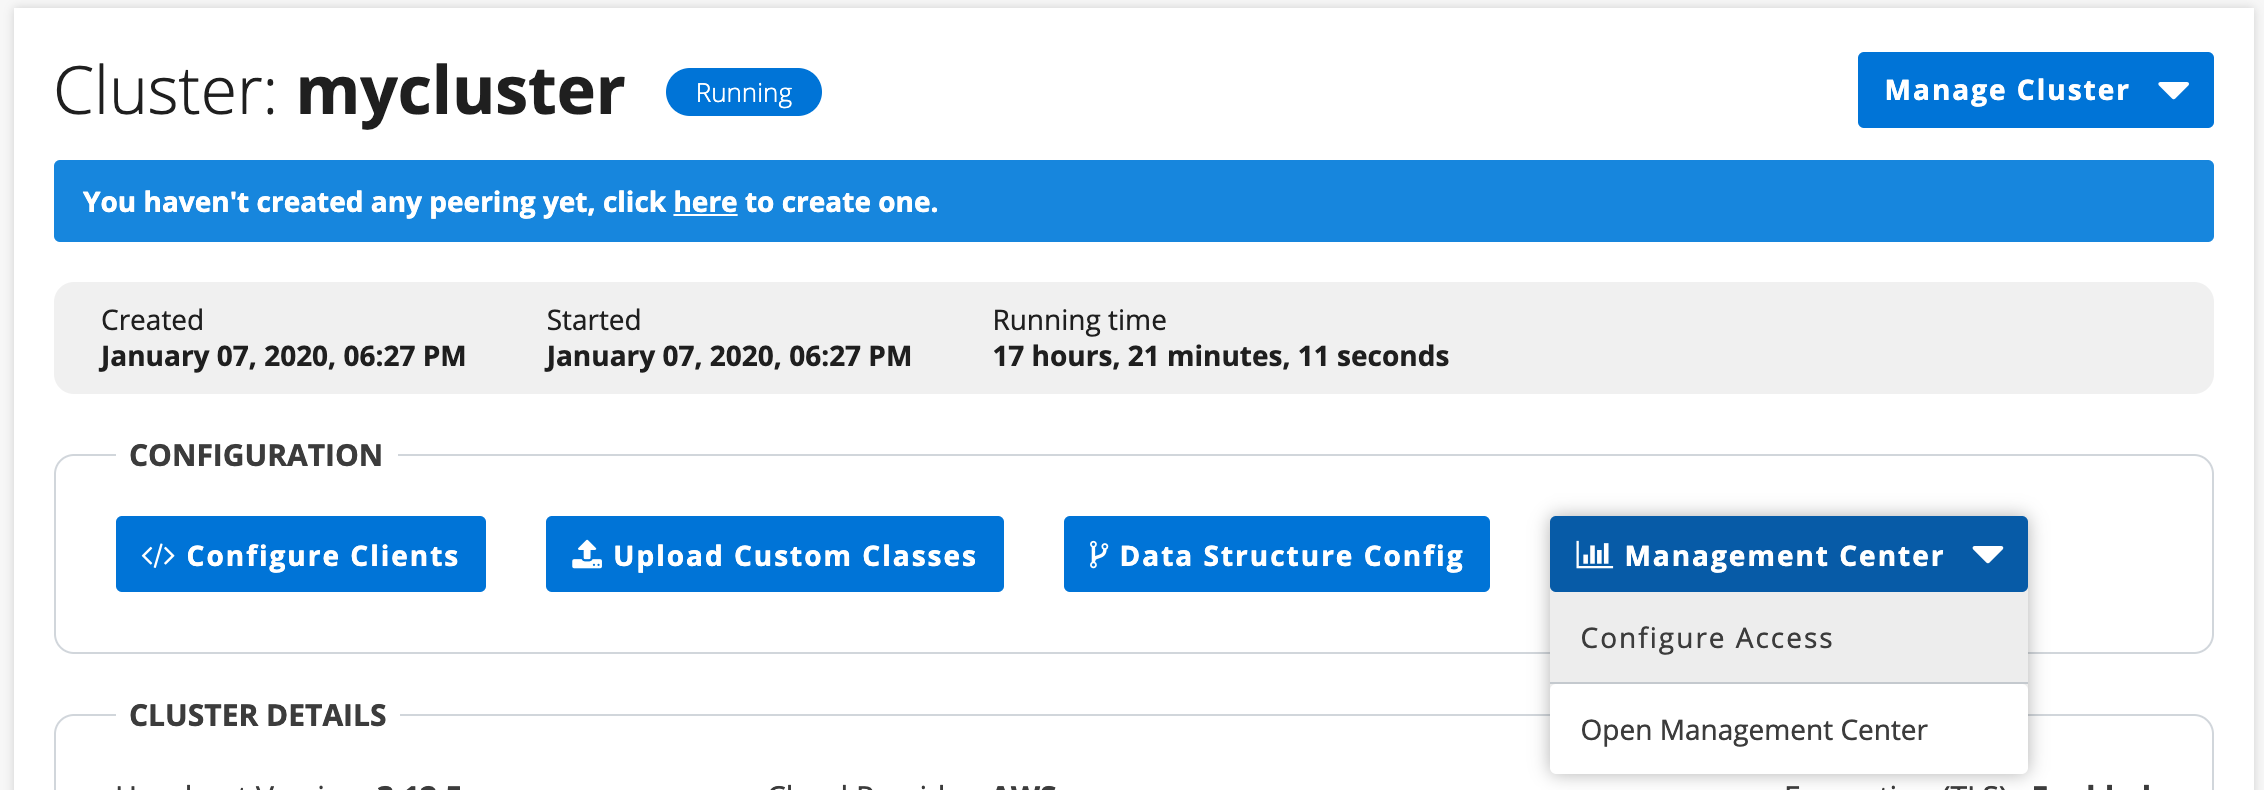 Cluster: mycluster Running Manage Cluster
You haven't created any peering yet, click here to create one.
Created Started Running time
January 07, 2020, 06:27 PM January 07, 2020, 06:27 PM 17 hours, 21 minutes, 11 seconds
CONFIGURATION
</> Configure Clients Upload Custom Classes Data Structure Config Management Center
Configure Access
CLUSTER DETAILS
Open Management Center